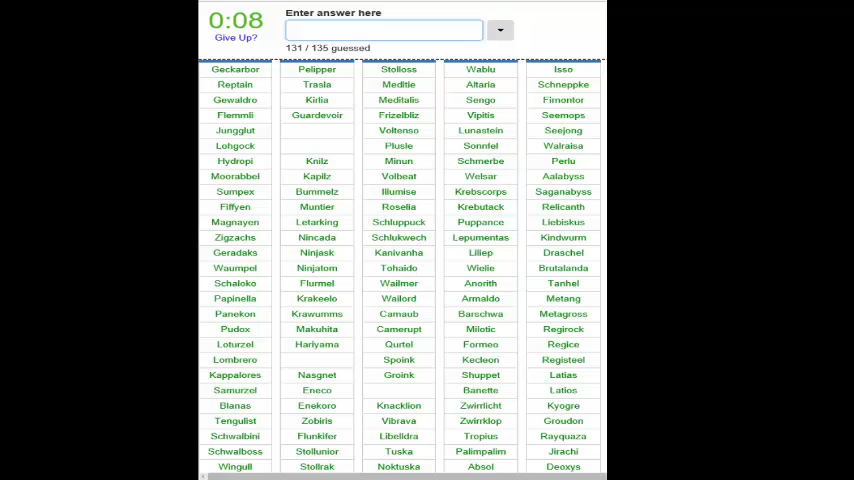 0:08
Give Up?
Enter answer here
131 / 135 guessed
Geckarbor Pelipper Stolloss Wablu Isso
Reptain Trasla Meditie Altaria Schneppke
Gewaldro Kirlia Meditalis Sengo Fimontor
Flemmli Guardevoir Frizelbliz Vipitis Seemops
Jungglut Voltenso Lunastein Seejong
Lohgock Plusle Sonnfel Walraisa
Hydropi Knilz Minun Schmerbe Perlu
Moorabbel Kapilz Volbeat Welsar Aalabyss
Sumpex Bummelz Illumise Krebscorps Saganabyss
Fiffyen Muntier Roselia Krebutack Relicanth
Magnayen Letarking Schluppuck Puppance Liebiskus
Zigzachs Nincada Schlukwech Lepumentas Kindwurm
Geradaks Ninjask Kanivanha Liliep Draschel
Waumpel Ninjatom Tohaido Wielie Brutalanda
Schaloko Flurmel Wailmer Anorith Tanhel
Papinella Krakeelo Wailord Armaldo Metang
Panekon Krawumms Camaub Barschwa Metagross
Pudox Makuhita Camerupt Milotic Regirock
Loturzel Hariyama Qurtel Formeo Regice
Lombrero Spoink Kecleon Registeel
Kappalores Nasgnet Groink Shuppet Latias
Samurzel Eneco Banette Latios
Blanas Enekoro Knacklion Zwirrlicht Kyogre
Tengulist Zobiris Vibrava Zwirrklop Groudon
Schwalbini Flunkifer Libelldra Tropius Rayquaza
Schwalboss Stollunior Tuska Palimpalim Jirachi
Wingull Stollrak Noktuska Absol Deoxys